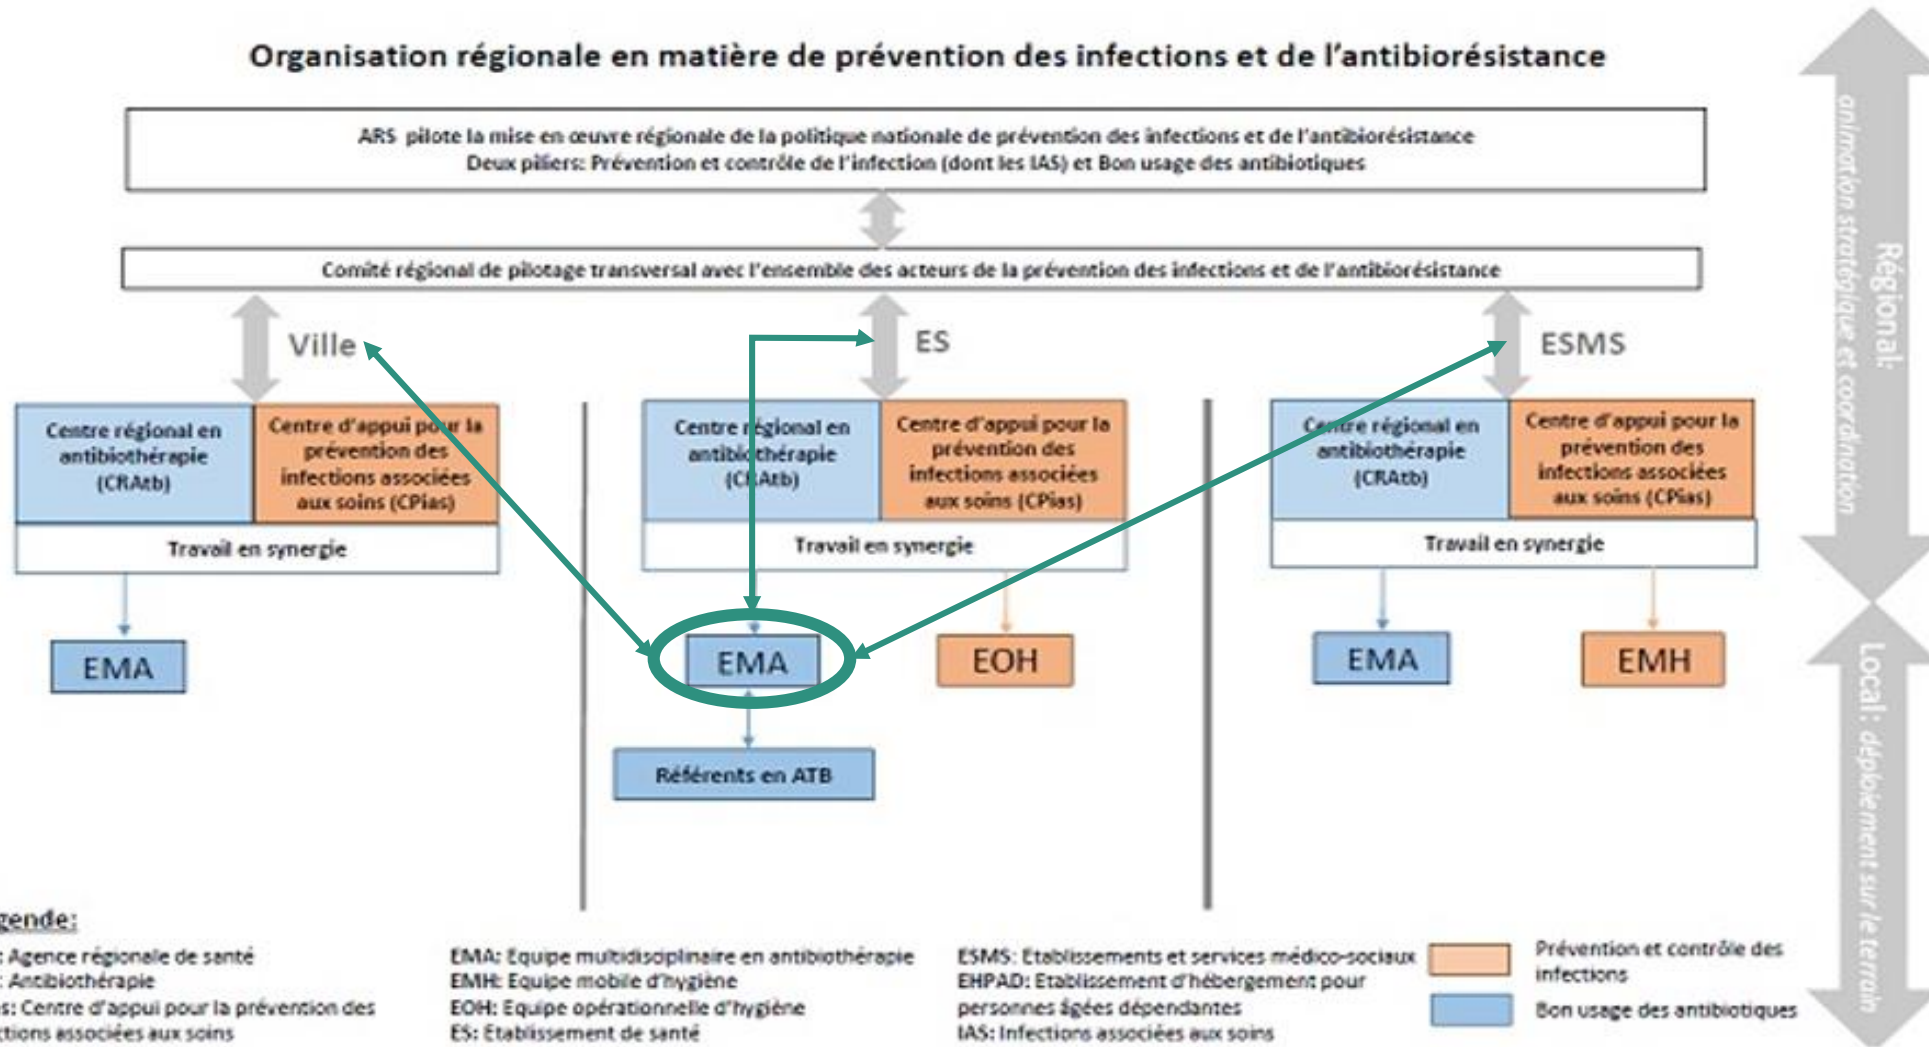 Organisation régionale en matière de prévention des infections et de l'antibiorésistance
ARS pilote la mise en œuvre régionale de la politique nationale de prévention des infections et de l'antibiorésistance
Deux piliers: Prévention et contrôle de l'infection (dont les IAS) et Bon usage des antibiotiques
Comité régional de pilotage transversal avec l'ensemble des acteurs de la prévention des infections et de l'antibiorésistance
Ville
ES
ESMS
Centre régional en
antibiothérapie
(CRAtb)
Centre d'appui pour la
prévention des
infections associées
aux soins (CPias)
Travail en synergie
EMA
Centre régional en
antibiothérapie
(CRAtb)
Centre d'appui pour la
prévention des
infections associées
aux soins (CPias)
Travail en synergie
EMA
EOH
Référents en ATB
Centre régional en
antibiothérapie
(CRAtb)
Centre d'appui pour la
prévention des
infections associées
aux soins (CPias)
Travail en synergie
EMA
EMH
Régional:
animation stratégique et coordination
Local: déploiement sur le terrain
gende:
: Agence régionale de santé
: Antibiothérapie
s: Centre d'appui pour la prévention des
ctions associées aux soins
EMA: Equipe multidisciplinaire en antibiothérapie
EMH: Equipe mobile d'hygiène
EOH: Equipe opérationnelle d'hygiène
ES: Etablissement de santé
ESMS: Etablissements et services médico-sociaux
EHPAD: Etablissement d'hébergement pour
personnes âgées dépendantes
IAS: Infections associées aux soins
Prévention et contrôle des
infections
Bon usage des antibiotiques